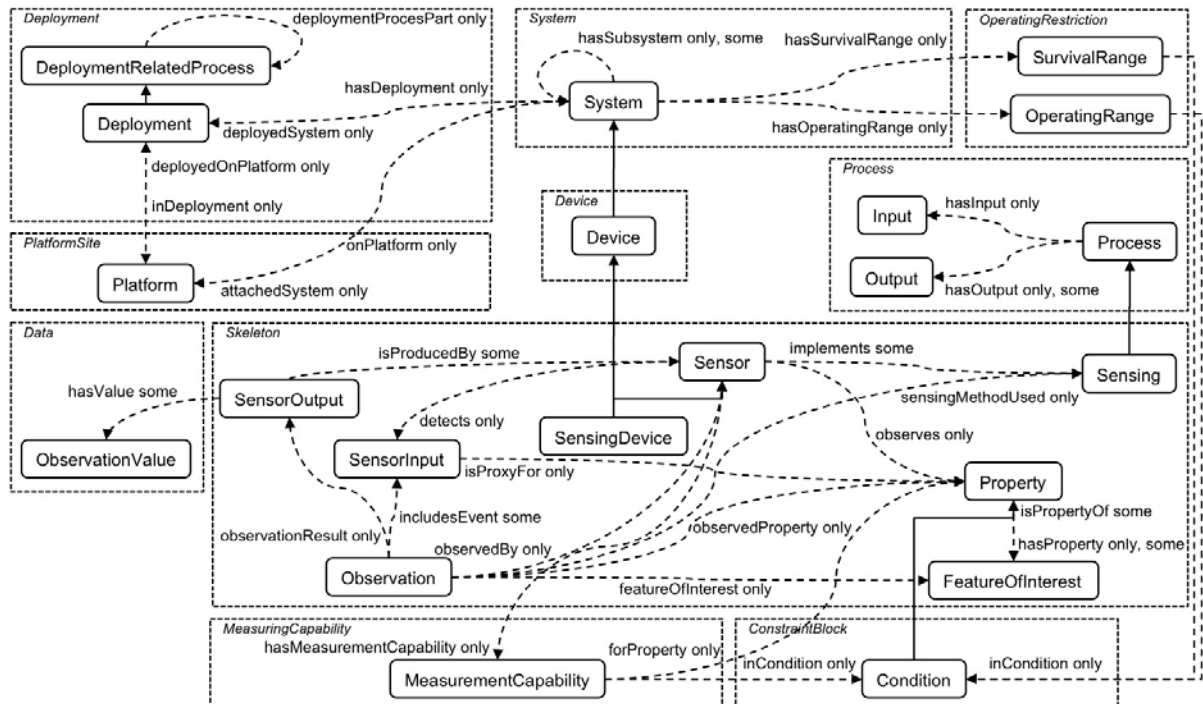 Deployment
deploymentProcesPart only
DeploymentRelatedProcess
hasDeployment only
Deployment
deployedSystem only
deployedOnPlatform only
inDeployment only
System
hasSubsystem only, some
hasSurvivalRange only
System
hasOperatingRange only
OperatingRestriction
SurvivalRange
OperatingRange
Process
hasInput only
Input
Process
Output
hasOutput only, some
Device
Device
PlatformSite
onPlatform only
Platform
attachedSystem only
Data
hasValue some
ObservationValue
Skeleton
isProducedBy some
Sensor
implements some
Sensing
SensorOutput
sensingMethodUsed only
detects only
SensingDevice
observes only
SensorInput
isProxyFor only
Property
isPropertyOf some
includesEvent some
observationResult only
observedBy only
observedProperty only
hasProperty only, some
Observation
featureOfInterest only
FeatureOfInterest
MeasuringCapability
hasMeasurementCapability only
forProperty only
MeasurementCapability
ConstraintBlock
inCondition only
Condition
inCondition only